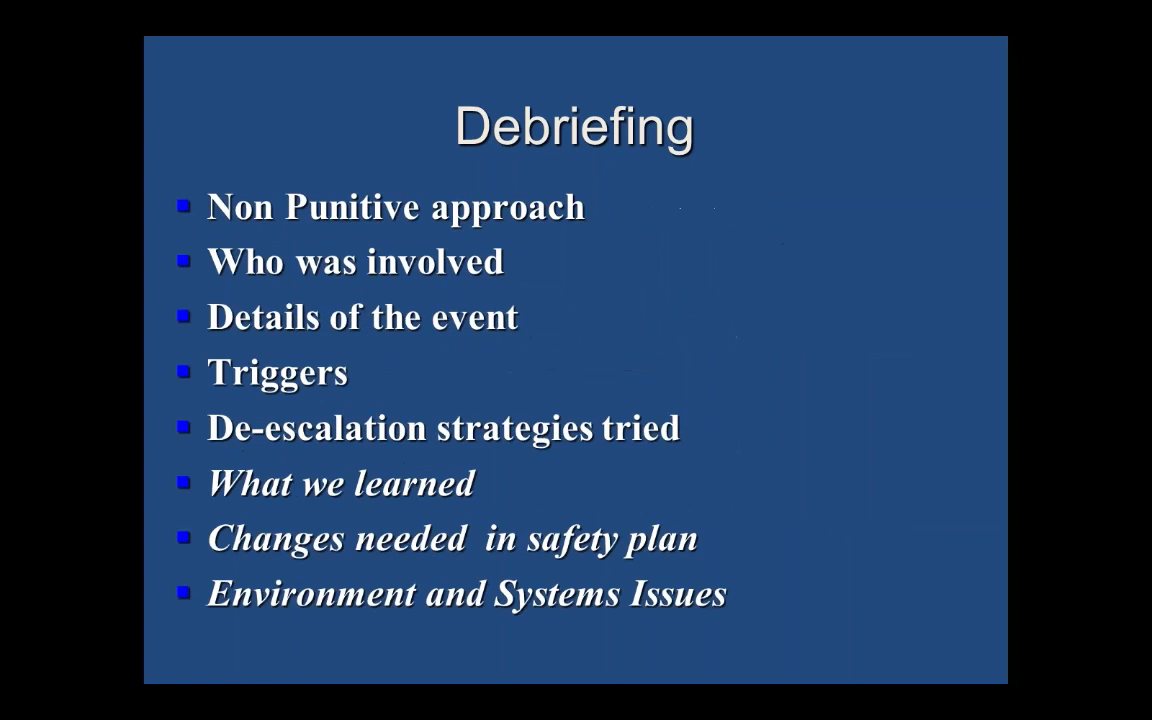 Debriefing
Non Punitive approach
Who was involved
Details of the event
Triggers
De-escalation strategies tried
What we learned
Changes needed  in safety plan
Environment and Systems Issues